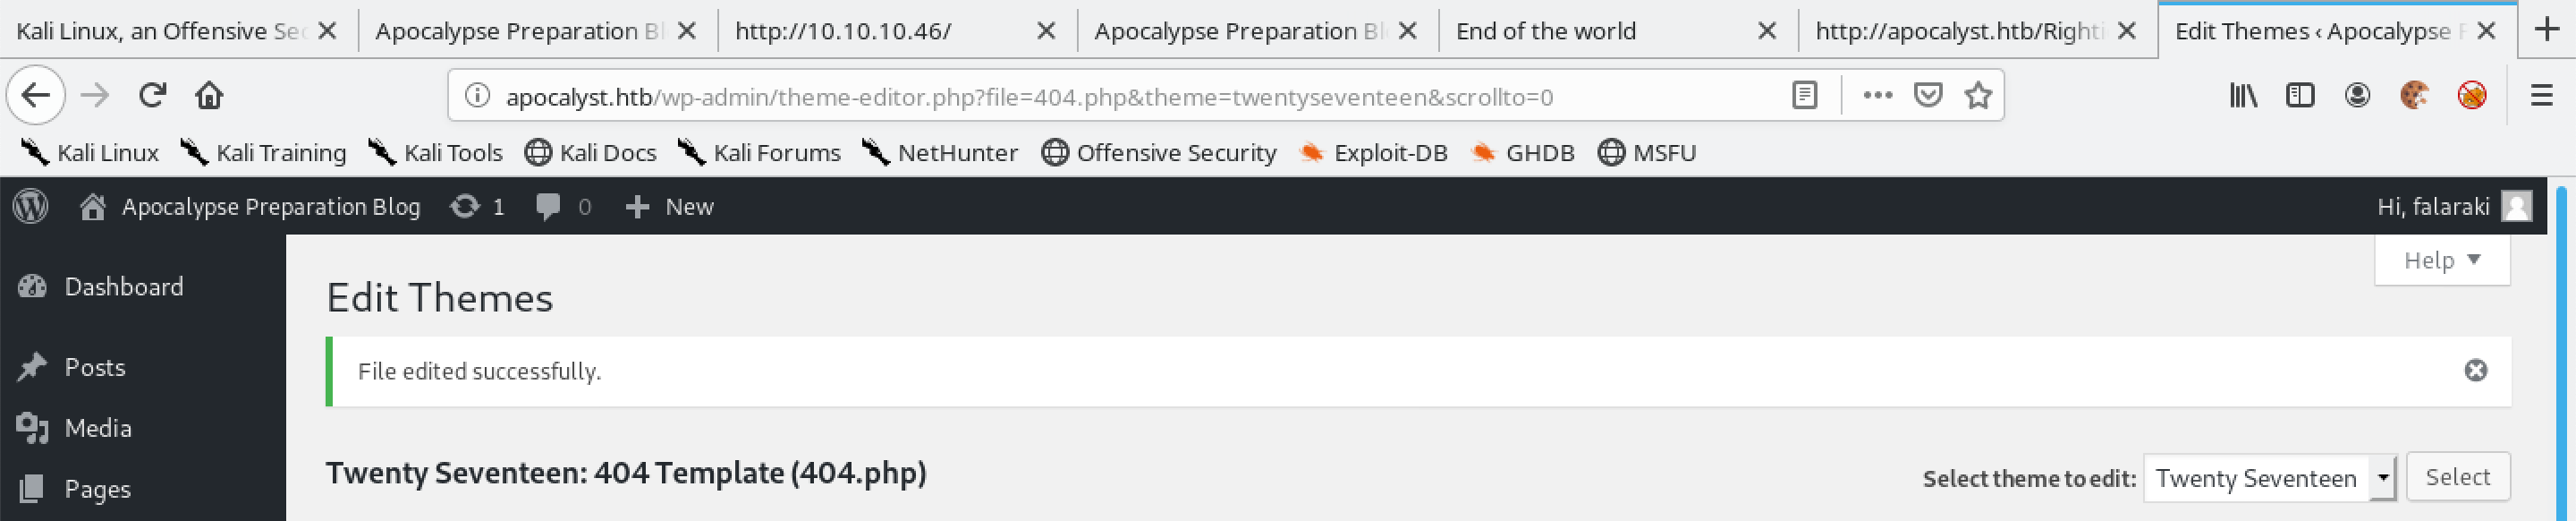 Kali Linux, an Offensive Sec Apocalypse Preparation Bl http://10.10.10.46/ Apocalypse Preparation Bl End of the world http://apocalyst.htb/Righti Edit Themes ‹ Apocalypse P
apocalyst.htb/wp-admin/theme-editor.php?file=404.php&theme=twentyseventeen&scrollto=0
Kali Linux Kali Training Kali Tools Kali Docs Kali Forums NetHunter Offensive Security Exploit-DB GHDB MSFU
Apocalypse Preparation Blog 1 0 New Hi, falaraki
Help
Dashboard
Edit Themes
Posts
File edited successfully.
Media
Twenty Seventeen: 404 Template (404.php) Select theme to edit: Twenty Seventeen Select
Pages